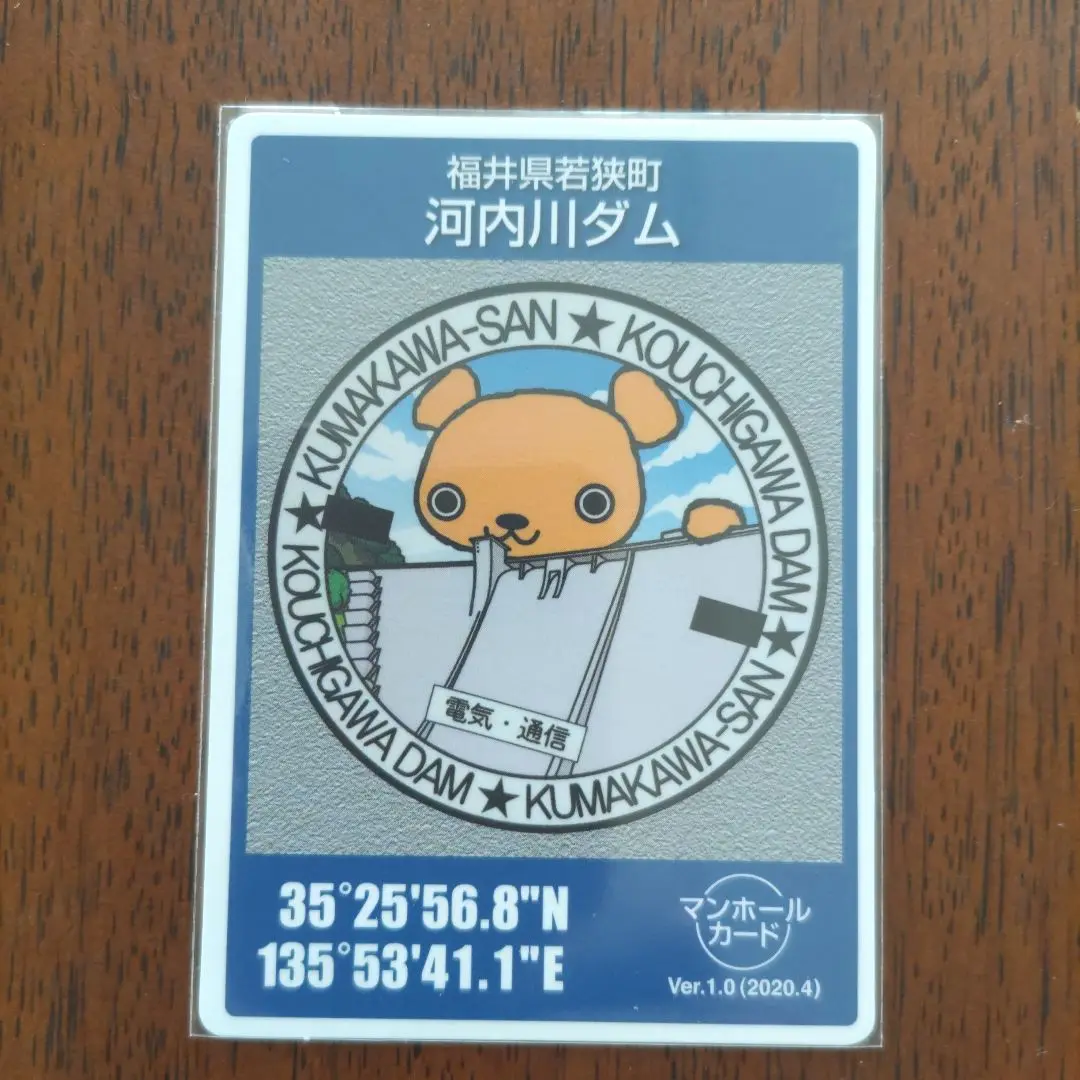 福井県若狭町
河内川ダム
KUMAKAWA-SAN ★ KOUCHIGAWA DAM ★ KUMAKAWA-SAN ★ KOUCHIGAWA DAM ★
電気・通信
35°25'56.8"N
135°53'41.1"E
マンホール
カード
Ver.1.0 (2020.4)